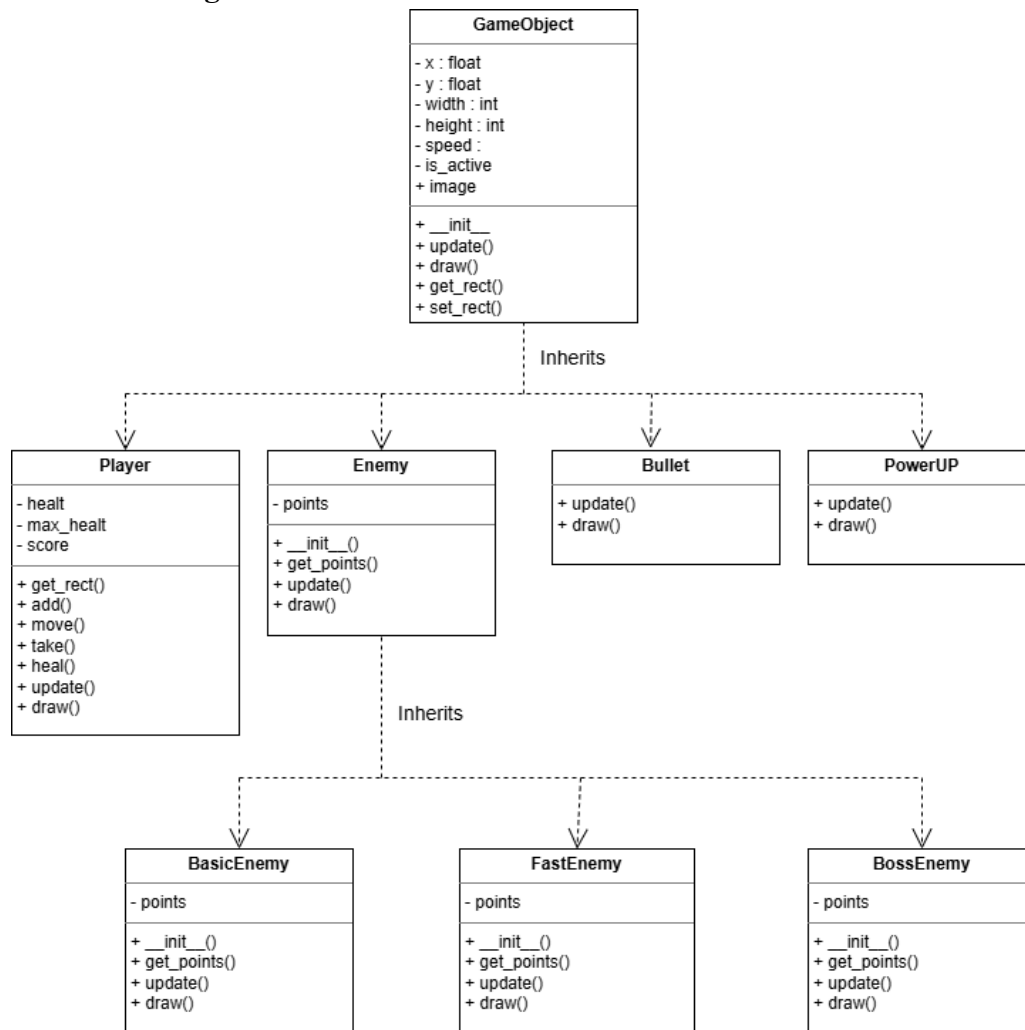 GameObject
- x : float
- y : float
- width : int
- height : int
- speed :
- is_active
+ image
+ __init__
+ update()
+ draw()
+ get_rect()
+ set_rect()
Inherits
Player
- healt
- max_healt
- score
+ get_rect()
+ add()
+ move()
+ take()
+ heal()
+ update()
+ draw()
Enemy
- points
+ __init__()
+ get_points()
+ update()
+ draw()
Bullet
+ update()
+ draw()
PowerUP
+ update()
+ draw()
Inherits
BasicEnemy
- points
+ __init__()
+ get_points()
+ update()
+ draw()
FastEnemy
- points
+ __init__()
+ get_points()
+ update()
+ draw()
BossEnemy
- points
+ __init__()
+ get_points()
+ update()
+ draw()